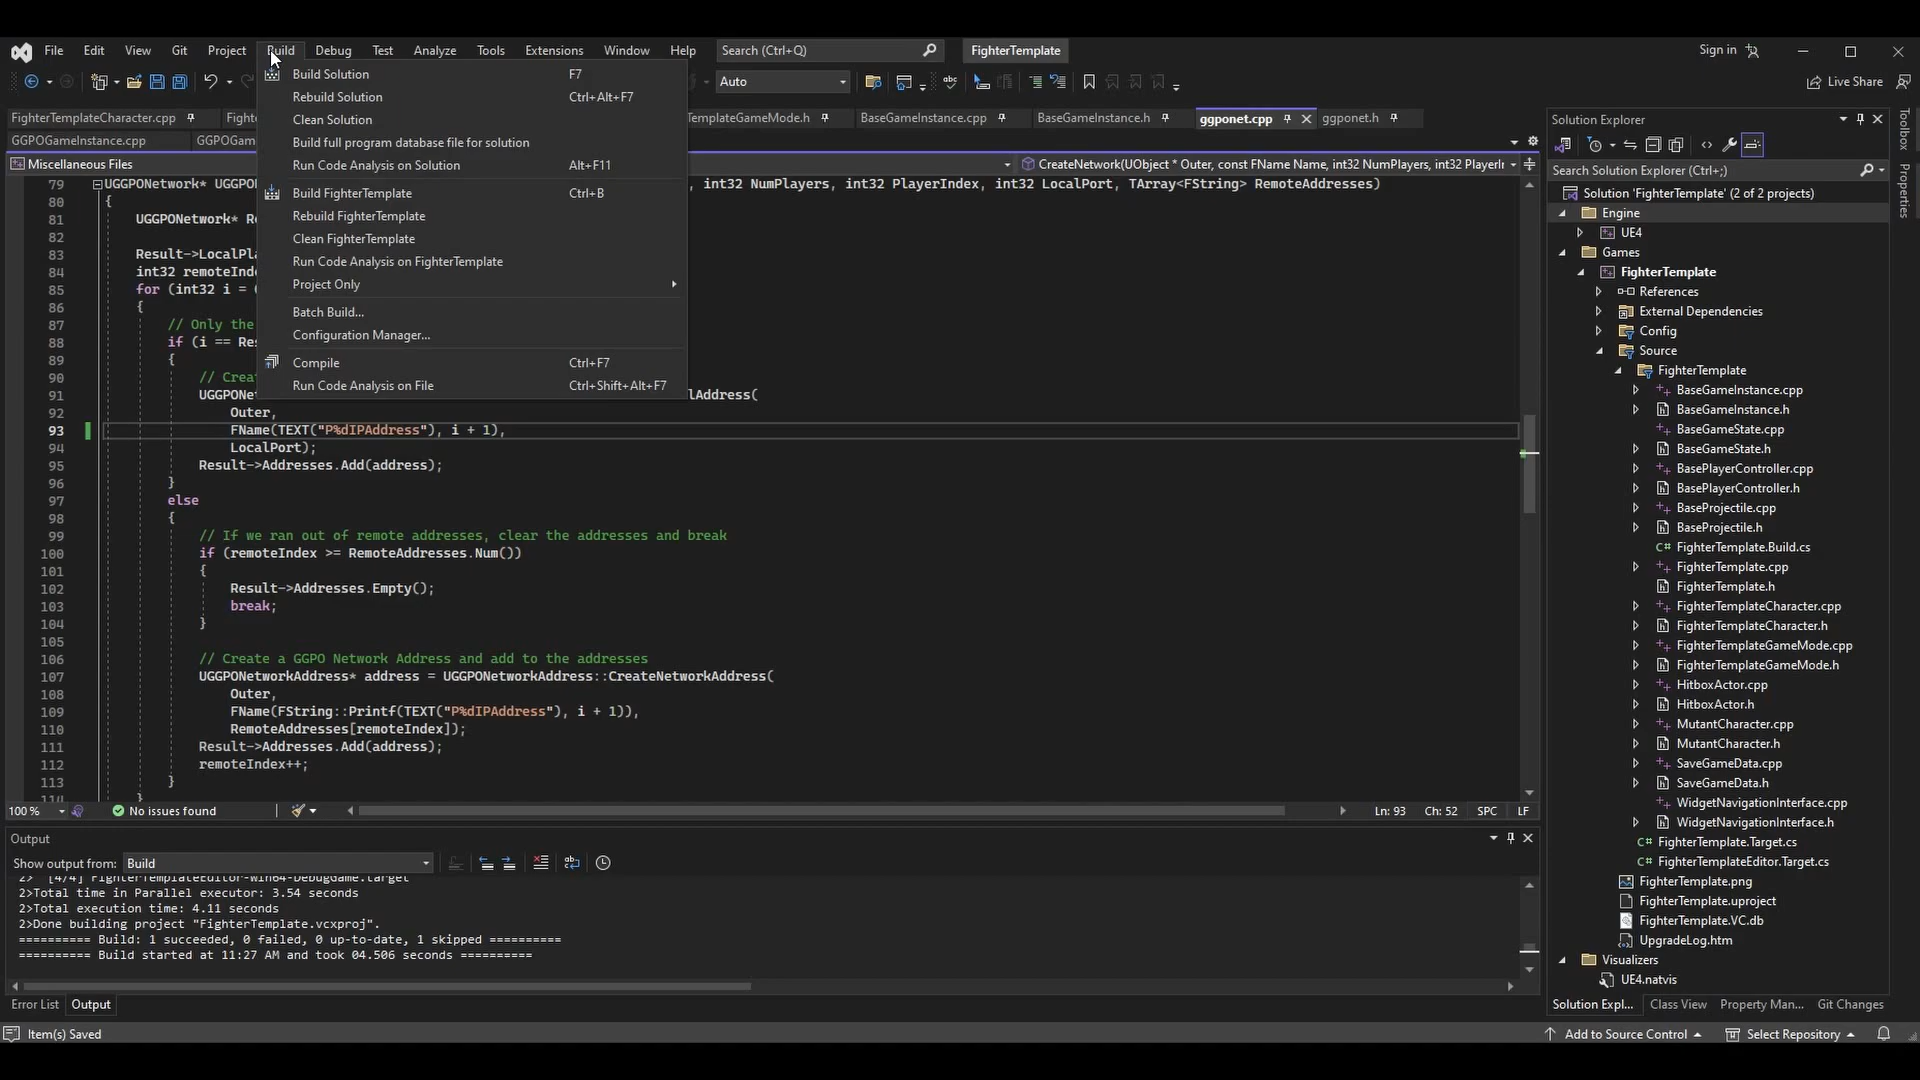 File Edit View Git Project Build Debug Test Analyze Tools Extensions Window Help Search (Ctrl+Q) FighterTemplate Sign in
Auto Live Share
FighterTemplateCharacter.cpp TemplateGameMode.h BaseGameInstance.cpp BaseGameInstance.h ggponet.cpp ggponet.h
GGPOGameInstance.cpp
Miscellaneous Files CreateNetwork(UObject * Outer, const FName Name, int32 NumPlayers, int32 PlayerIn
Build Solution F7
Rebuild Solution Ctrl+Alt+F7
Clean Solution
Build full program database file for solution
Run Code Analysis on Solution Alt+F11
Build FighterTemplate Ctrl+B
Rebuild FighterTemplate
Clean FighterTemplate
Run Code Analysis on FighterTemplate
Project Only
Batch Build...
Configuration Manager...
Compile Ctrl+F7
Run Code Analysis on File Ctrl+Shift+Alt+F7
79 UGGPONetwork* UGGPO , int32 NumPlayers, int32 PlayerIndex, int32 LocalPort, TArray<FString> RemoteAddresses)
80 {
81 UGGPONetwork* Re
82
83 Result->LocalPla
84 int32 remoteInde
85 for (int32 i = 
86 {
87 // Only the
88 if (i == Res
89 {
90 // Crea
91 UGGPONe lAddress(
92 Outer,
93 FName(TEXT("P%dIPAddress"), i + 1),
94 LocalPort);
95 Result->Addresses.Add(address);
96 }
97 else
98 {
99 // If we ran out of remote addresses, clear the addresses and break
100 if (remoteIndex >= RemoteAddresses.Num())
101 {
102 Result->Addresses.Empty();
103 break;
104 }
105
106 // Create a GGPO Network Address and add to the addresses
107 UGGPONetworkAddress* address = UGGPONetworkAddress::CreateNetworkAddress(
108 Outer,
109 FName(FString::Printf(TEXT("P%dIPAddress"), i + 1)),
110 RemoteAddresses[remoteIndex]);
111 Result->Addresses.Add(address);
112 remoteIndex++;
113 }
114 }
100 % No issues found Ln: 93 Ch: 52 SPC LF
Output
Show output from: Build
2> [4/4] FighterTemplateEditor-Win64-DebugGame.target
2>Total time in Parallel executor: 3.54 seconds
2>Total execution time: 4.11 seconds
2>Done building project "FighterTemplate.vcxproj".
========== Build: 1 succeeded, 0 failed, 0 up-to-date, 1 skipped ==========
========== Build started at 11:27 AM and took 04.506 seconds ==========
Error List Output
Item(s) Saved Add to Source Control Select Repository
Solution Explorer
Search Solution Explorer (Ctrl+;)
Solution 'FighterTemplate' (2 of 2 projects)
Engine
UE4
Games
FighterTemplate
References
External Dependencies
Config
Source
FighterTemplate
BaseGameInstance.cpp
BaseGameInstance.h
BaseGameState.cpp
BaseGameState.h
BasePlayerController.cpp
BasePlayerController.h
BaseProjectile.cpp
BaseProjectile.h
C# FighterTemplate.Build.cs
FighterTemplate.cpp
FighterTemplate.h
FighterTemplateCharacter.cpp
FighterTemplateCharacter.h
FighterTemplateGameMode.cpp
FighterTemplateGameMode.h
HitboxActor.cpp
HitboxActor.h
MutantCharacter.cpp
MutantCharacter.h
SaveGameData.cpp
SaveGameData.h
WidgetNavigationInterface.cpp
WidgetNavigationInterface.h
C# FighterTemplate.Target.cs
C# FighterTemplateEditor.Target.cs
FighterTemplate.png
FighterTemplate.uproject
FighterTemplate.VC.db
UpgradeLog.htm
Visualizers
UE4.natvis
Solution Expl... Class View Property Man... Git Changes
Toolbox
Properties